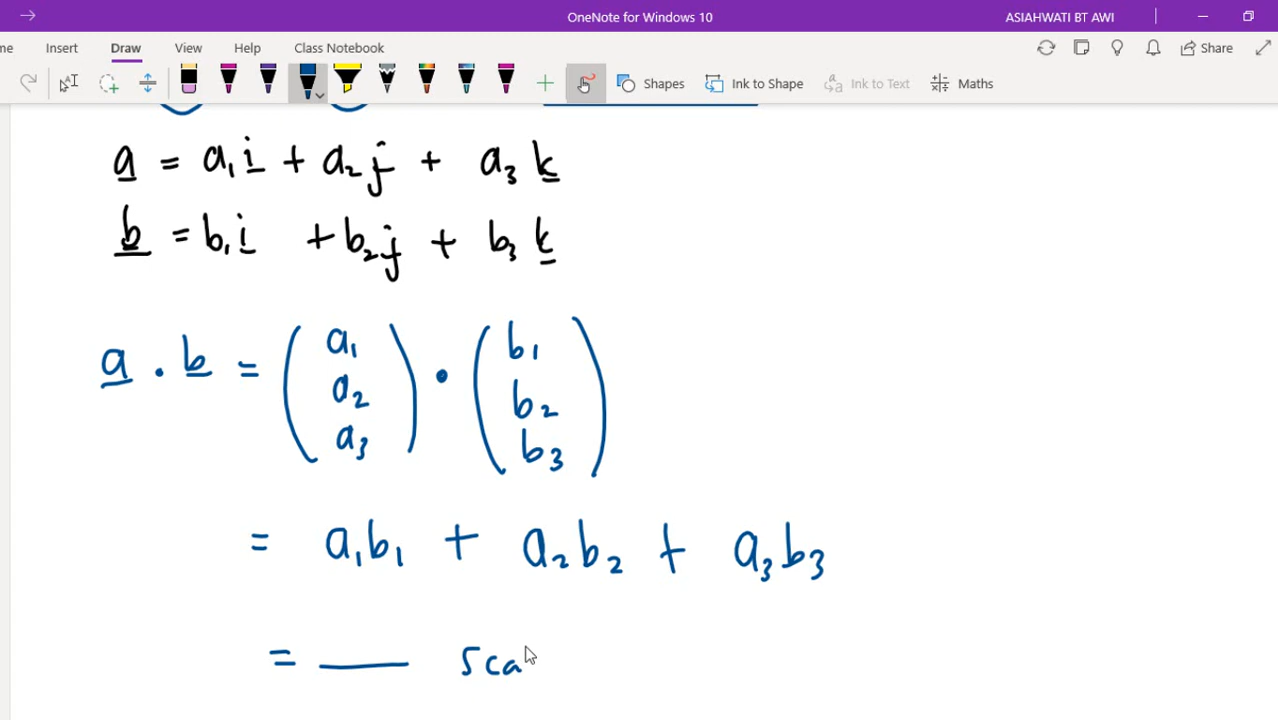 OneNote for Windows 10
ASIAHWATI BT AWI
me Insert Draw View Help Class Notebook Share
Shapes Ink to Shape Ink to Text Maths
a = a₁i + a₂j + a₃k
b = b₁i + b₂j + b₃k
a . b = ( a₁ a₂ a₃ ) • ( b₁ b₂ b₃ )
= a₁b₁ + a₂b₂ + a₃b₃
= ____ sca